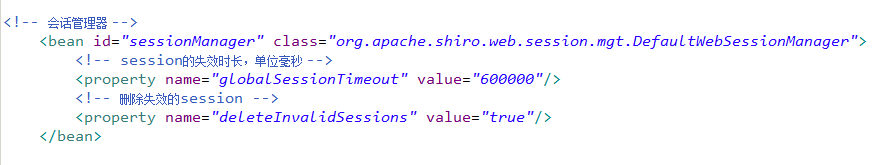 <!-- 会话管理器 -->
<bean id="sessionManager" class="org.apache.shiro.web.session.mgt.DefaultWebSessionManager">
<!-- session的失效时长，单位毫秒 -->
<property name="globalSessionTimeout" value="600000"/>
<!-- 删除失效的session -->
<property name="deleteInvalidSessions" value="true"/>
</bean>